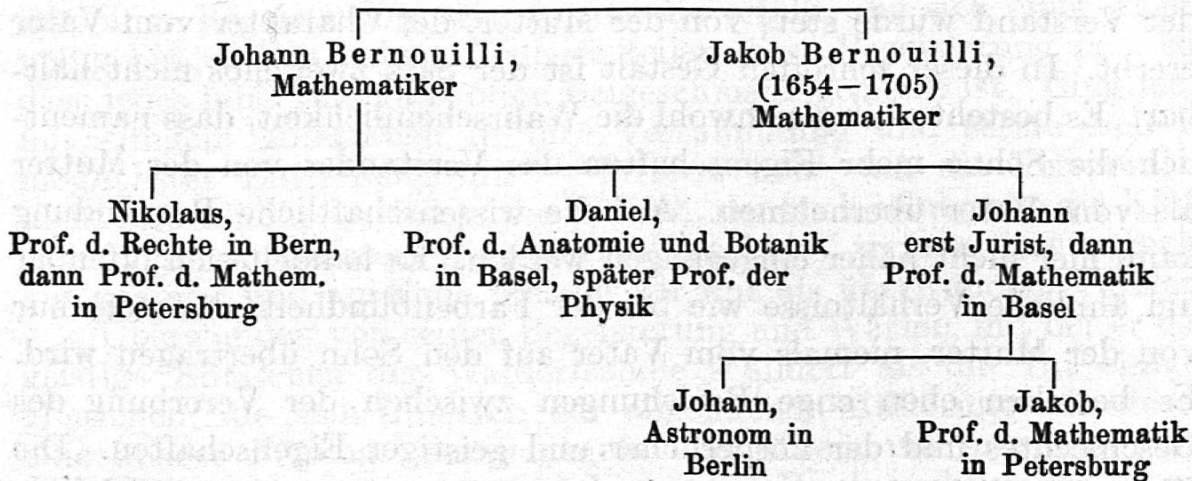 Johann Bernouilli,
Mathematiker
Jakob Bernouilli,
(1654–1705)
Mathematiker
Nikolaus,
Prof. d. Rechte in Bern,
dann Prof. d. Mathem.
in Petersburg
Daniel,
Prof. d. Anatomie und Botanik
in Basel, später Prof. der
Physik
Johann
erst Jurist, dann
Prof. d. Mathematik
in Basel
Johann,
Astronom in
Berlin
Jakob,
Prof. d. Mathematik
in Petersburg